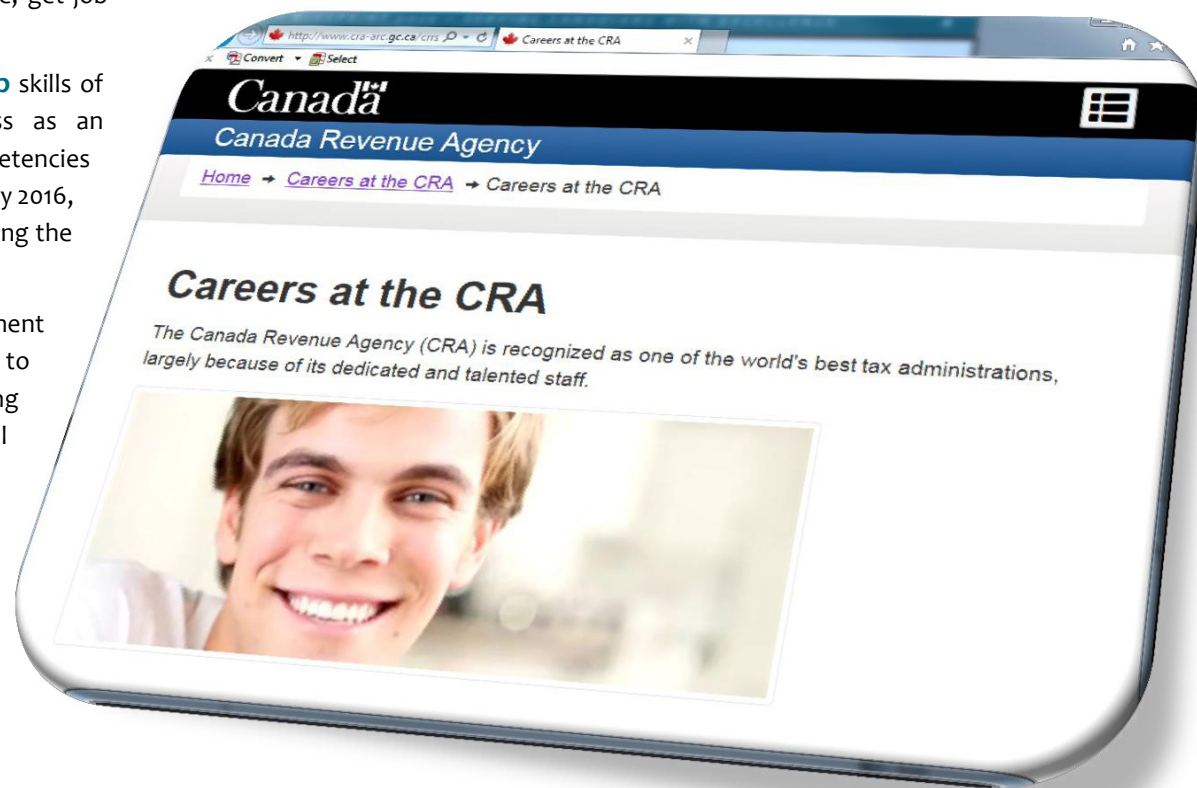 get job
skills of
ss as an
etencies
y 2016,
ing the
ment
to
ng
l
http://www.cra-arc.gc.ca/crrs
Careers at the CRA
x Convert Select
Canada
Canada Revenue Agency
Home → Careers at the CRA → Careers at the CRA
Careers at the CRA
The Canada Revenue Agency (CRA) is recognized as one of the world's best tax administrations,
largely because of its dedicated and talented staff.